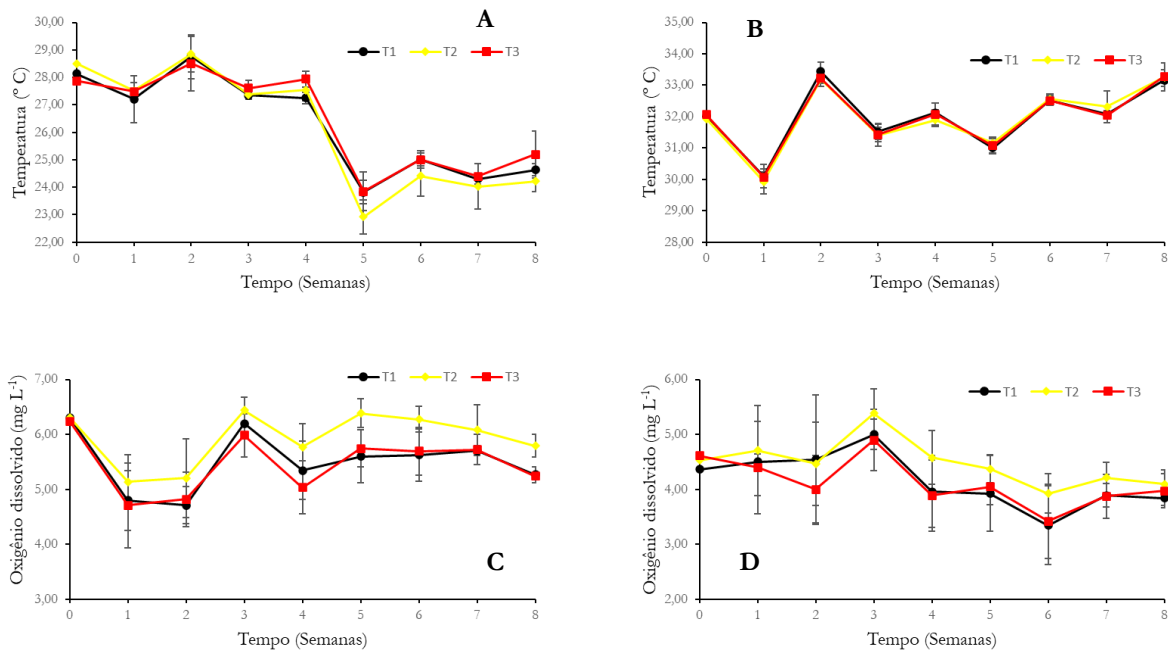 A
T1 T2 T3
Temperatura (º C)
30,00
29,00
28,00
27,00
26,00
25,00
24,00
23,00
22,00
0 1 2 3 4 5 6 7 8
Tempo (Semanas)
B
T1 T2 T3
Temperatura (º C)
35,00
34,00
33,00
32,00
31,00
30,00
29,00
28,00
0 1 2 3 4 5 6 7 8
Tempo (Semanas)
T1 T2 T3
Oxigênio dissolvido (mg L⁻¹)
7,00
6,00
5,00
4,00
3,00
C
0 1 2 3 4 5 6 7 8
Tempo (Semanas)
T1 T2 T3
Oxigênio dissolvido (mg L⁻¹)
6,00
5,00
4,00
3,00
2,00
D
0 1 2 3 4 5 6 7 8
Tempo (Semanas)